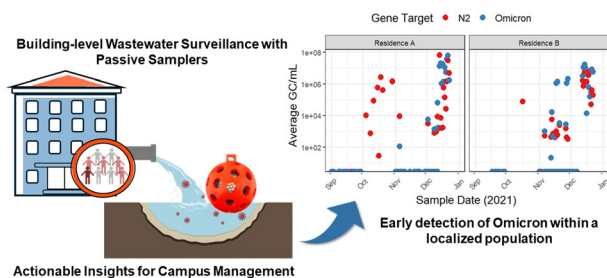 Building-level Wastewater Surveillance with
Passive Samplers
Actionable Insights for Campus Management
Gene Target N2 Omicron
Residence A Residence B
Average GC/mL
1e+08
1e+06
1e+04
1e+02
Sep Oct Nov Dec Jan Sep Oct Nov Dec Jan
Sample Date (2021)
Early detection of Omicron within a
localized population